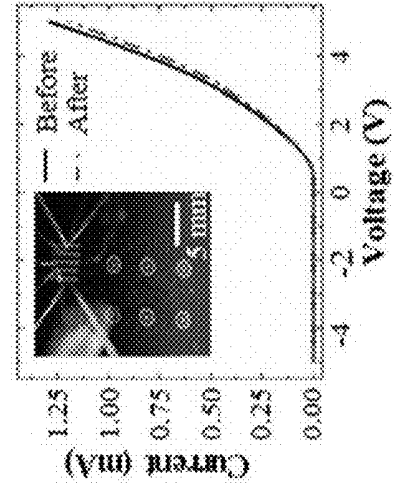 Current (mA)
1.25
1.00
0.75
0.50
0.25
0.00
Before
After
5 mm
-4
-2
0
2
4
Voltage (V)